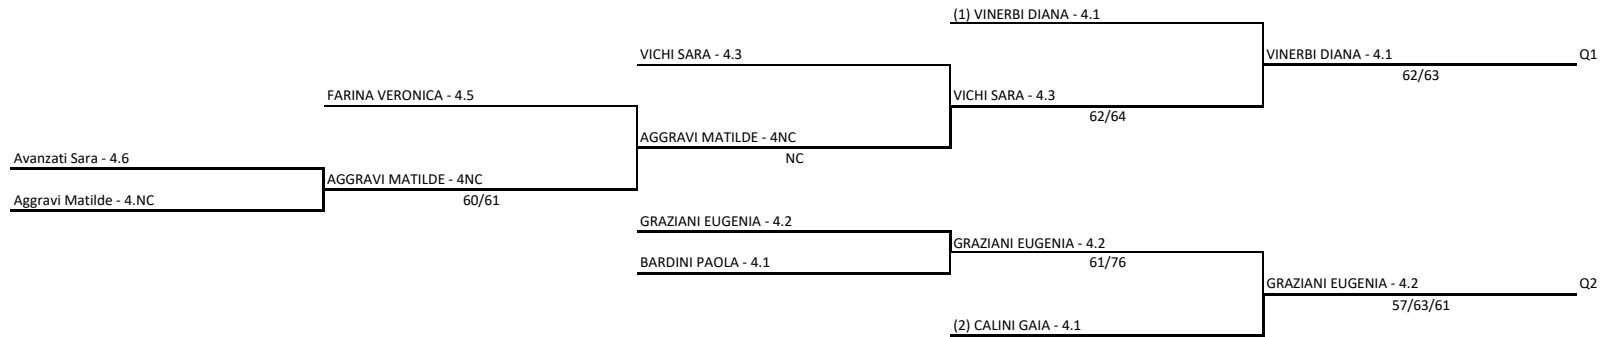 (1) VINERBI DIANA - 4.1
VICHI SARA - 4.3
VINERBI DIANA - 4.1
Q1
62/63
FARINA VERONICA - 4.5
VICHI SARA - 4.3
62/64
AGGRAVI MATILDE - 4NC
NC
Avanzati Sara - 4.6
AGGRAVI MATILDE - 4NC
60/61
Aggravi Matilde - 4.NC
GRAZIANI EUGENIA - 4.2
GRAZIANI EUGENIA - 4.2
61/76
BARDINI PAOLA - 4.1
GRAZIANI EUGENIA - 4.2
Q2
57/63/61
(2) CALINI GAIA - 4.1